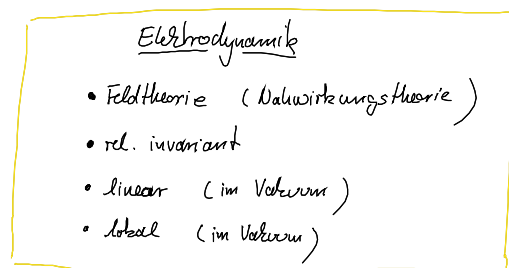 Elektrodynamik
• Feldtheorie (Nahwirkungstheorie)
• rel. invariant
• linear (im Vakuum)
• lokal (im Vakuum)